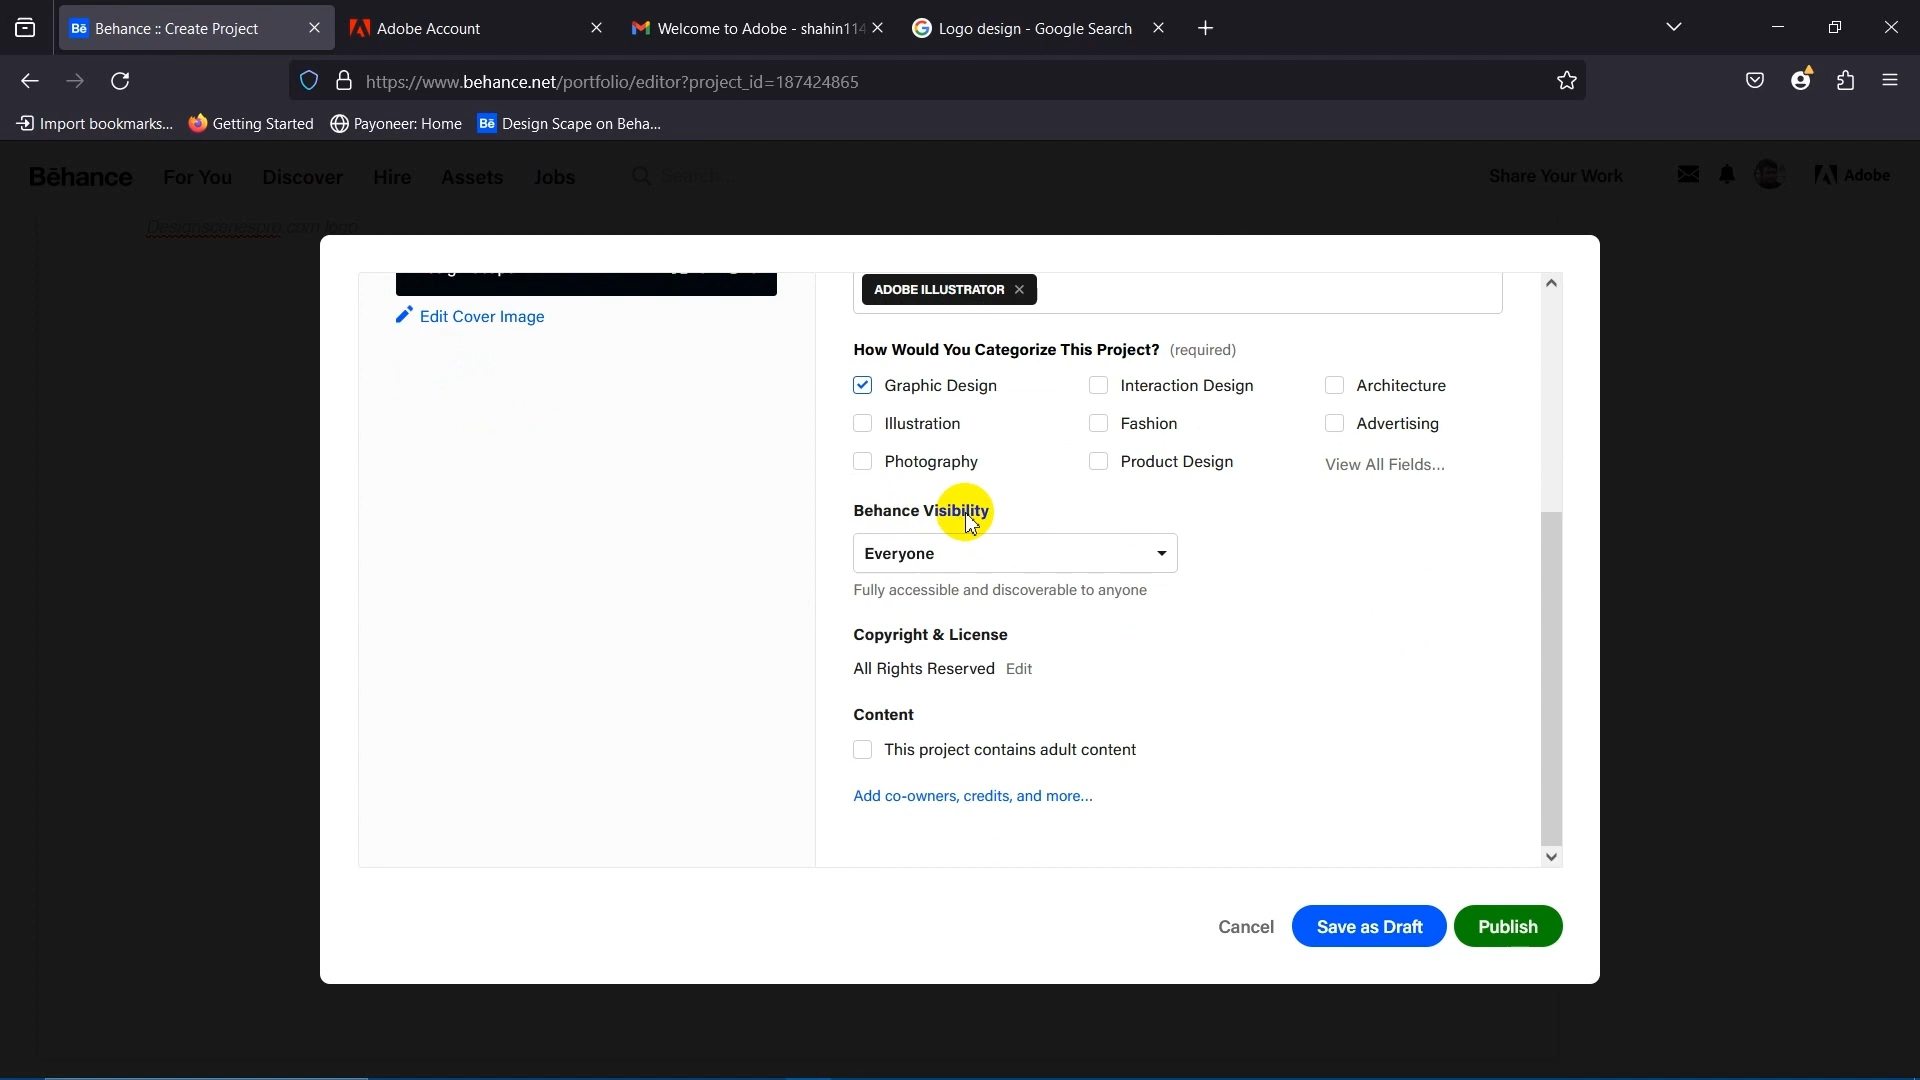 Behance :: Create Project
Adobe Account
Welcome to Adobe - shahin114
Logo design - Google Search
https://www.behance.net/portfolio/editor?project_id=187424865
Import bookmarks...
Getting Started
Payoneer: Home
Bē Design Scape on Beha...
Bēhance
For You
Discover
Hire
Assets
Jobs
Search...
Share Your Work
Adobe
Edit Cover Image
ADOBE ILLUSTRATOR
How Would You Categorize This Project? (required)
Graphic Design
Interaction Design
Architecture
Illustration
Fashion
Advertising
Photography
Product Design
View All Fields...
Behance Visibility
Everyone
Fully accessible and discoverable to anyone
Copyright & License
All Rights Reserved Edit
Content
This project contains adult content
Add co-owners, credits, and more...
Cancel
Save as Draft
Publish